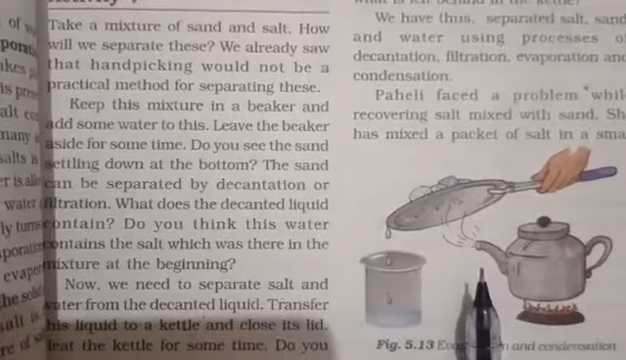 Take a mixture of sand and salt. How
will we separate these? We already saw
that handpicking would not be a
practical method for separating these.
Keep this mixture in a beaker and
add some water to this. Leave the beaker
aside for some time. Do you see the sand
settling down at the bottom? The sand
can be separated by decantation or
filtration. What does the decanted liquid
contain? Do you think this water
contains the salt which was there in the
mixture at the beginning?
Now, we need to separate salt and
water from the decanted liquid. Transfer
this liquid to a kettle and close its lid.
Heat the kettle for some time. Do you
We have thus, separated salt, sand
and water using processes of
decantation, filtration, evaporation and
condensation.
Paheli faced a problem while
recovering salt mixed with sand. She
has mixed a packet of salt in a
Fig. 5.13 and condensation